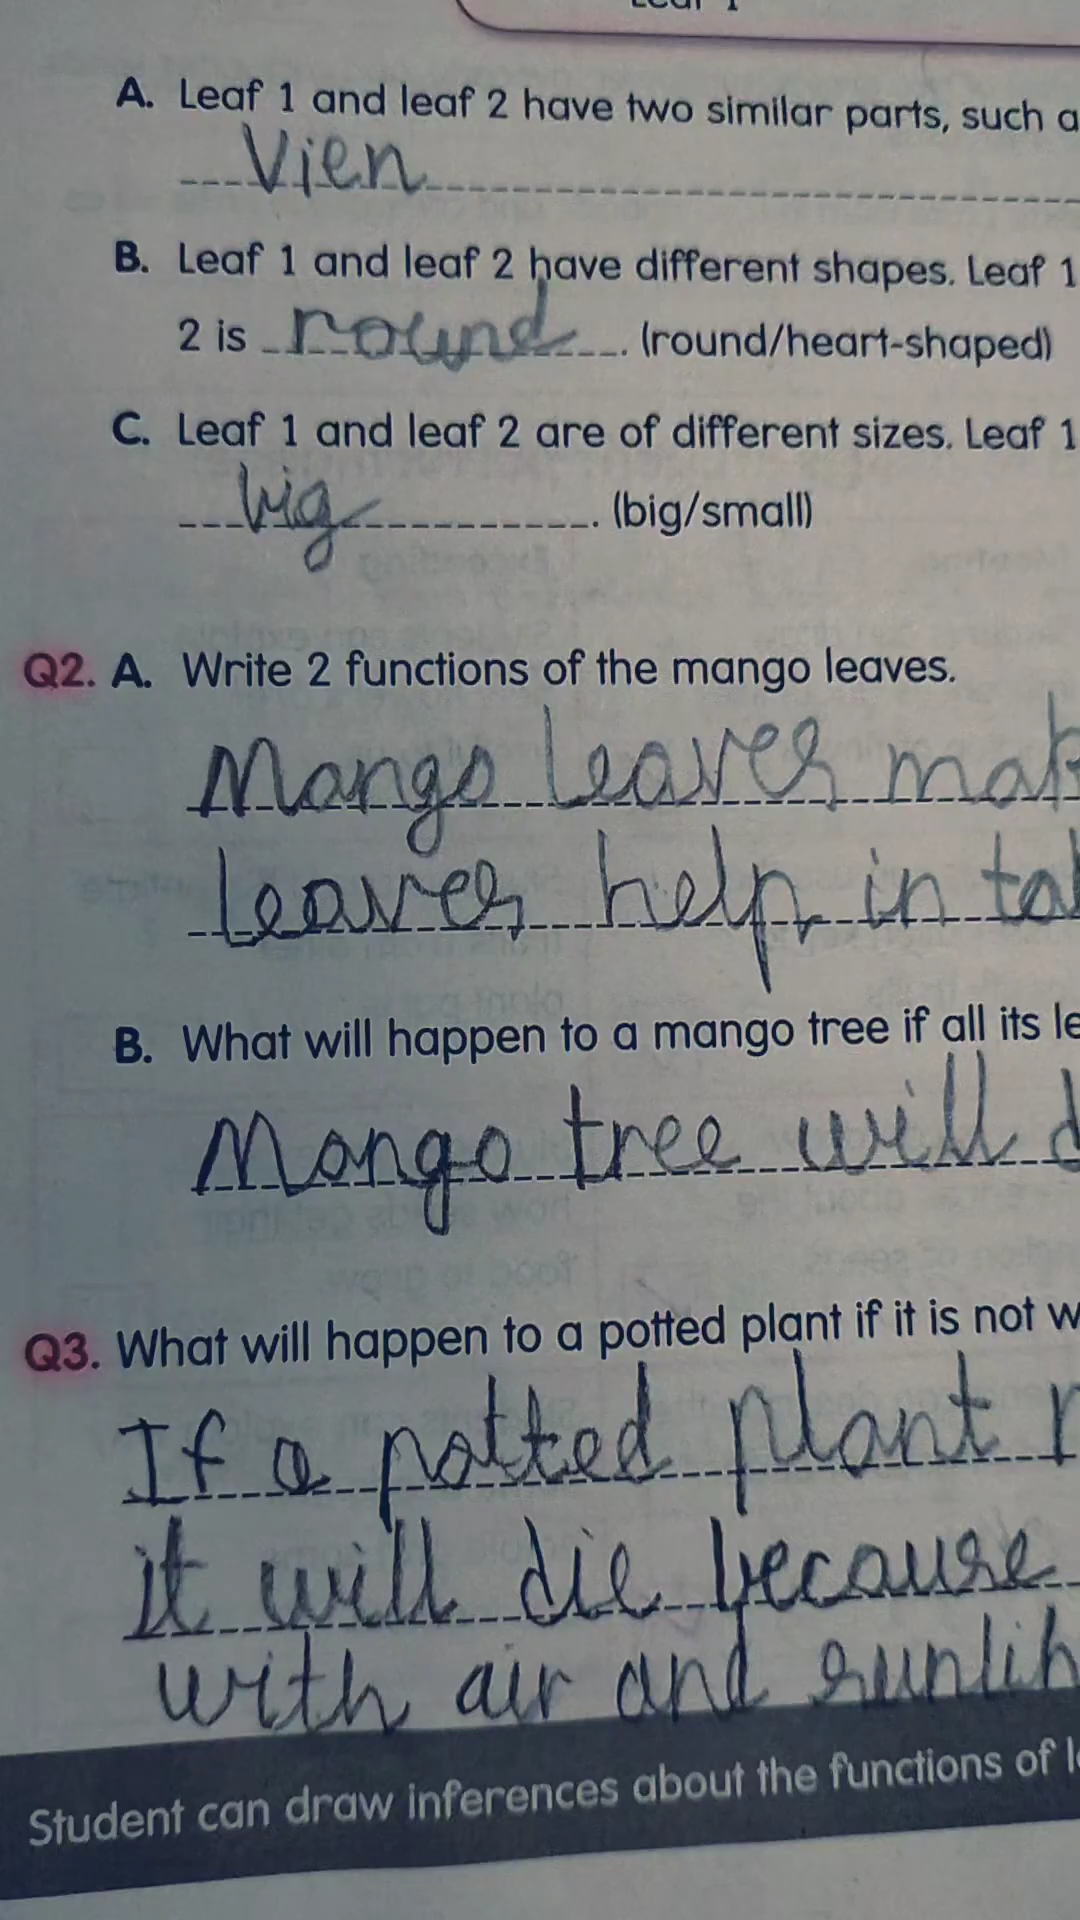 A. Leaf 1 and leaf 2 have two similar parts, such a
Vien
B. Leaf 1 and leaf 2 have different shapes. Leaf 1
2 is round. (round/heart-shaped)
C. Leaf 1 and leaf 2 are of different sizes. Leaf 1
big. (big/small)
Q2. A. Write 2 functions of the mango leaves.
Mango leaves mak
leaves help in tak
B. What will happen to a mango tree if all its le
Mango tree will d
Q3. What will happen to a potted plant if it is not w
If a potted plant
it will die because
with air and sunlih
Student can draw inferences about the functions of le